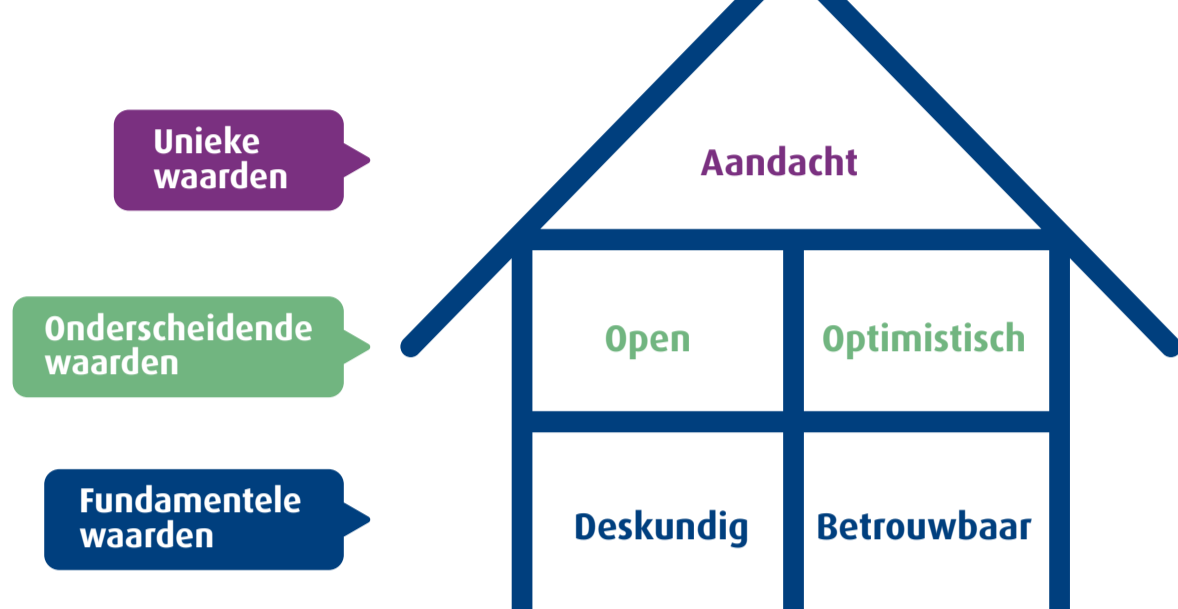 Unieke
waarden
Aandacht
Onderscheidende
waarden
Open
Optimistisch
Fundamentele
waarden
Deskundig
Betrouwbaar